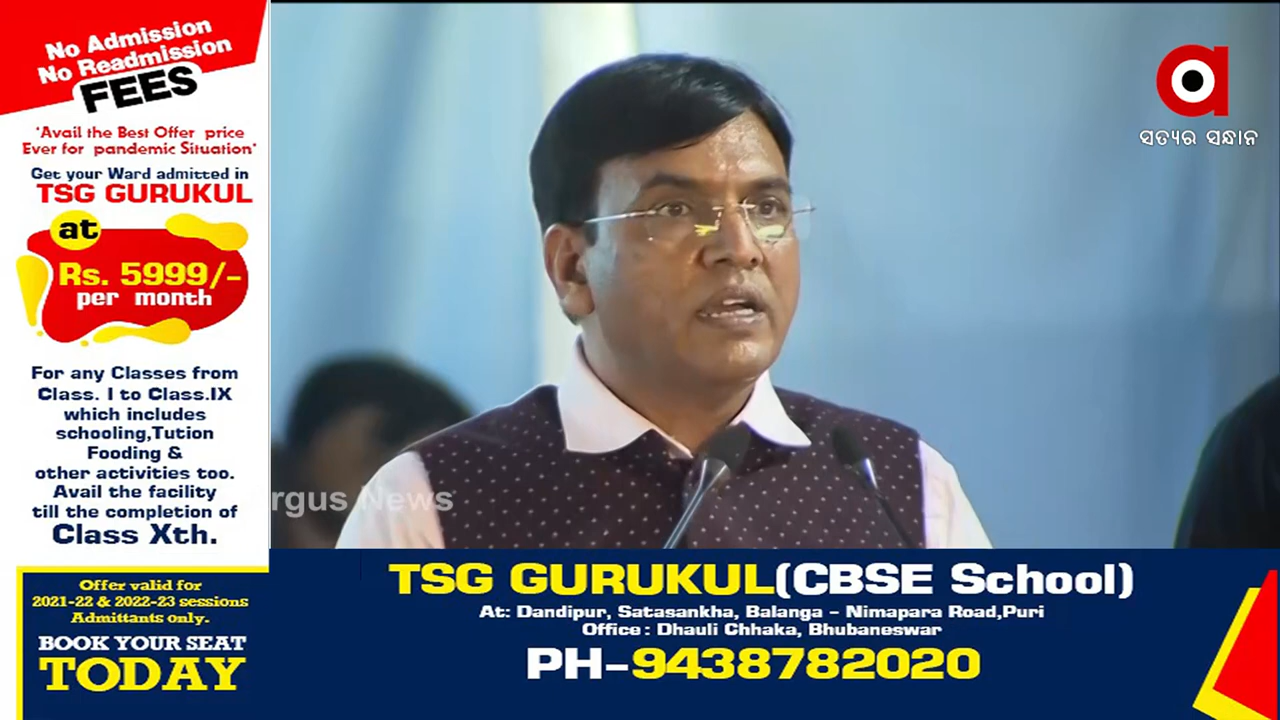 No Admission
No Readmission
FEES
'Avail the Best Offer price
Ever for pandemic Situation'
Get your Ward admitted in
TSG GURUKUL
at
Rs. 5999/-
per month
For any Classes from
Class. I to Class.IX
which includes
schooling,Tution
Fooding &
other activities too.
Avail the facility
till the completion of
Class Xth.
Offer valid for
2021-22 & 2022-23 sessions
Admittants only.
BOOK YOUR SEAT
TODAY
a
ସତ୍ୟର ସନ୍ଧାନ
Argus News
TSG GURUKUL(CBSE School)
At: Dandipur, Satasankha, Balanga - Nimapara Road,Puri
Office : Dhauli Chhaka, Bhubaneswar
PH-9438782020